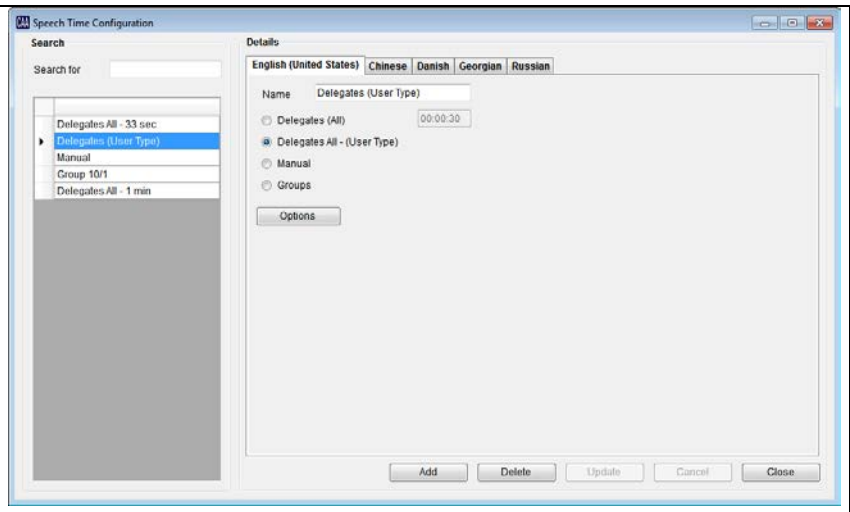 CAA Speech Time Configuration
Search
Search for
Delegates All - 33 sec
Delegates (User Type)
Manual
Group 10/1
Delegates All - 1 min
Details
English (United States) Chinese Danish Georgian Russian
Name Delegates (User Type)
Delegates (All) 00:00:30
Delegates All - (User Type)
Manual
Groups
Options
Add Delete Update Cancel Close